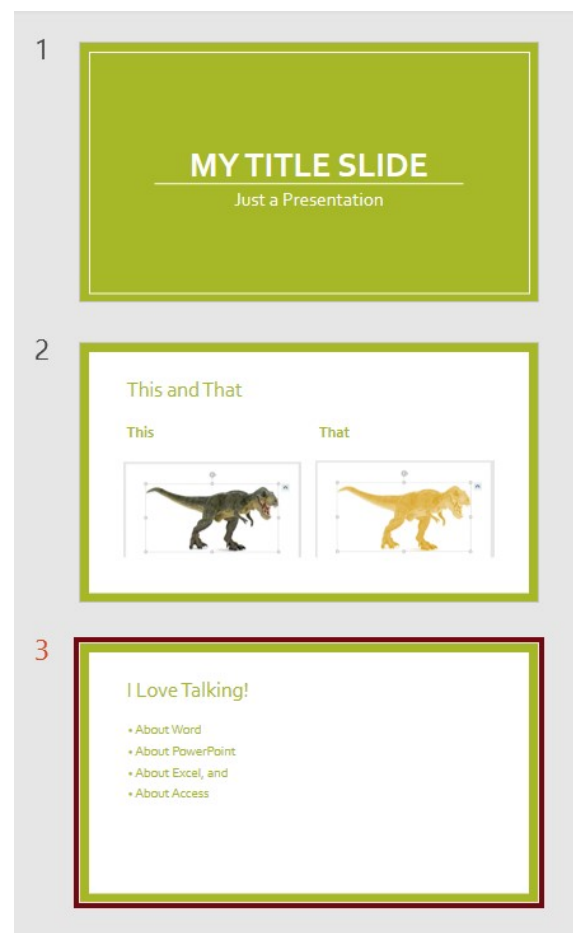 1
MY TITLE SLIDE
Just a Presentation
2
This and That
This That
3
I Love Talking!
• About Word
• About PowerPoint
• About Excel, and
• About Access